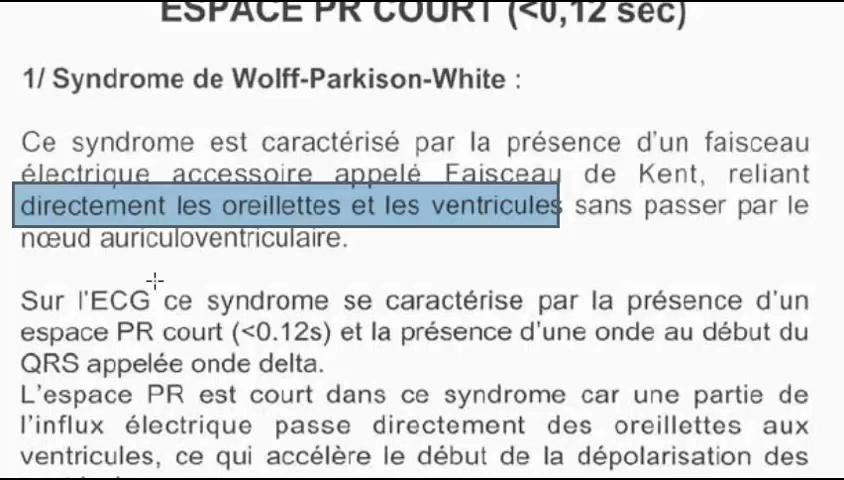 ESPACE PR COURT (<0,12 sec)
1/ Syndrome de Wolff-Parkison-White :
Ce syndrome est caractérisé par la présence d'un faisceau
électrique accessoire appelé Faisceau de Kent, reliant
directement les oreillettes et les ventricules sans passer par le
nœud auriculoventriculaire.
Sur l'ECG ce syndrome se caractérise par la présence d'un
espace PR court (<0.12s) et la présence d'une onde au début du
QRS appelée onde delta.
L'espace PR est court dans ce syndrome car une partie de
l'influx électrique passe directement des oreillettes aux
ventricules, ce qui accélère le début de la dépolarisation des